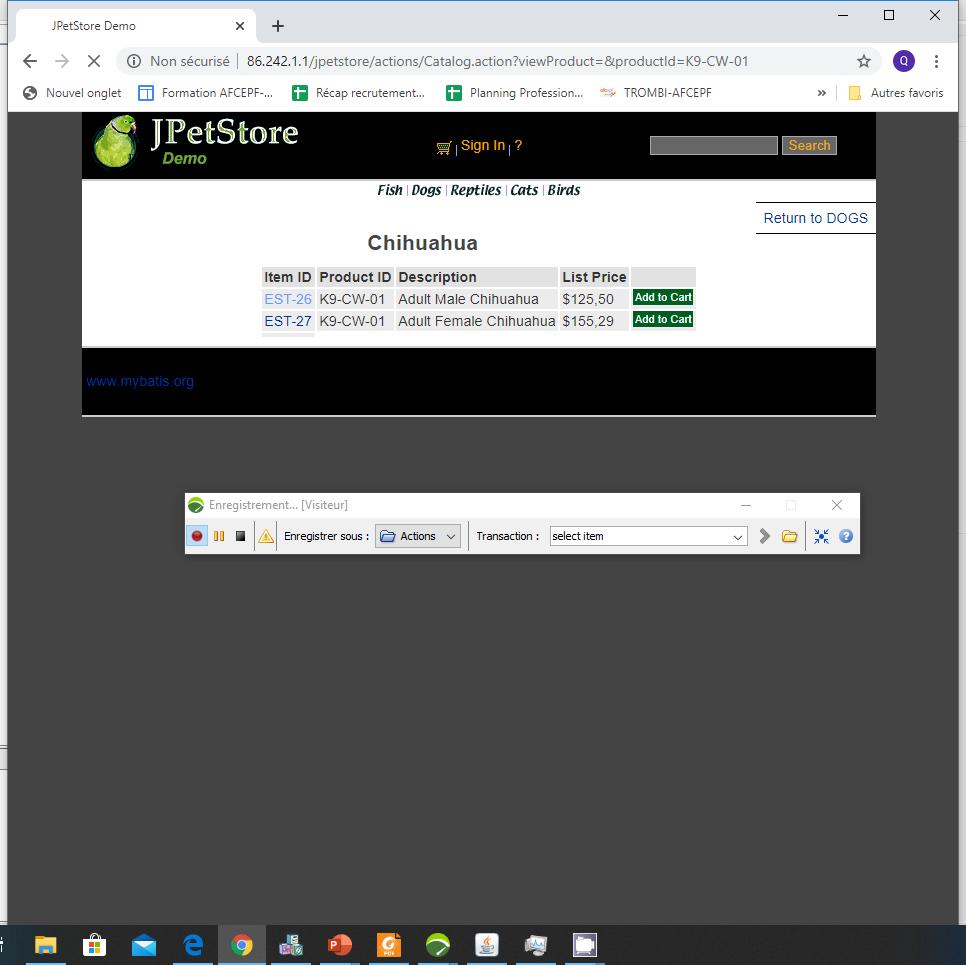 JPetStore Demo
Non sécurisé 86.242.1.1/jpetstore/actions/Catalog.action?viewProduct=&productId=K9-CW-01
Q
Nouvel onglet Formation AFCEPF-... Récap recrutement... Planning Profession... TROMBI-AFCEPF » Autres favoris
JPetStore
Demo
Sign In ? Search
Fish Dogs Reptiles Cats Birds
Return to DOGS
Chihuahua
Item ID Product ID Description List Price
EST-26 K9-CW-01 Adult Male Chihuahua $125,50 Add to Cart
EST-27 K9-CW-01 Adult Female Chihuahua $155,29 Add to Cart
www.mybatis.org
Enregistrement... [Visiteur]
Enregistrer sous : Actions Transaction : select item